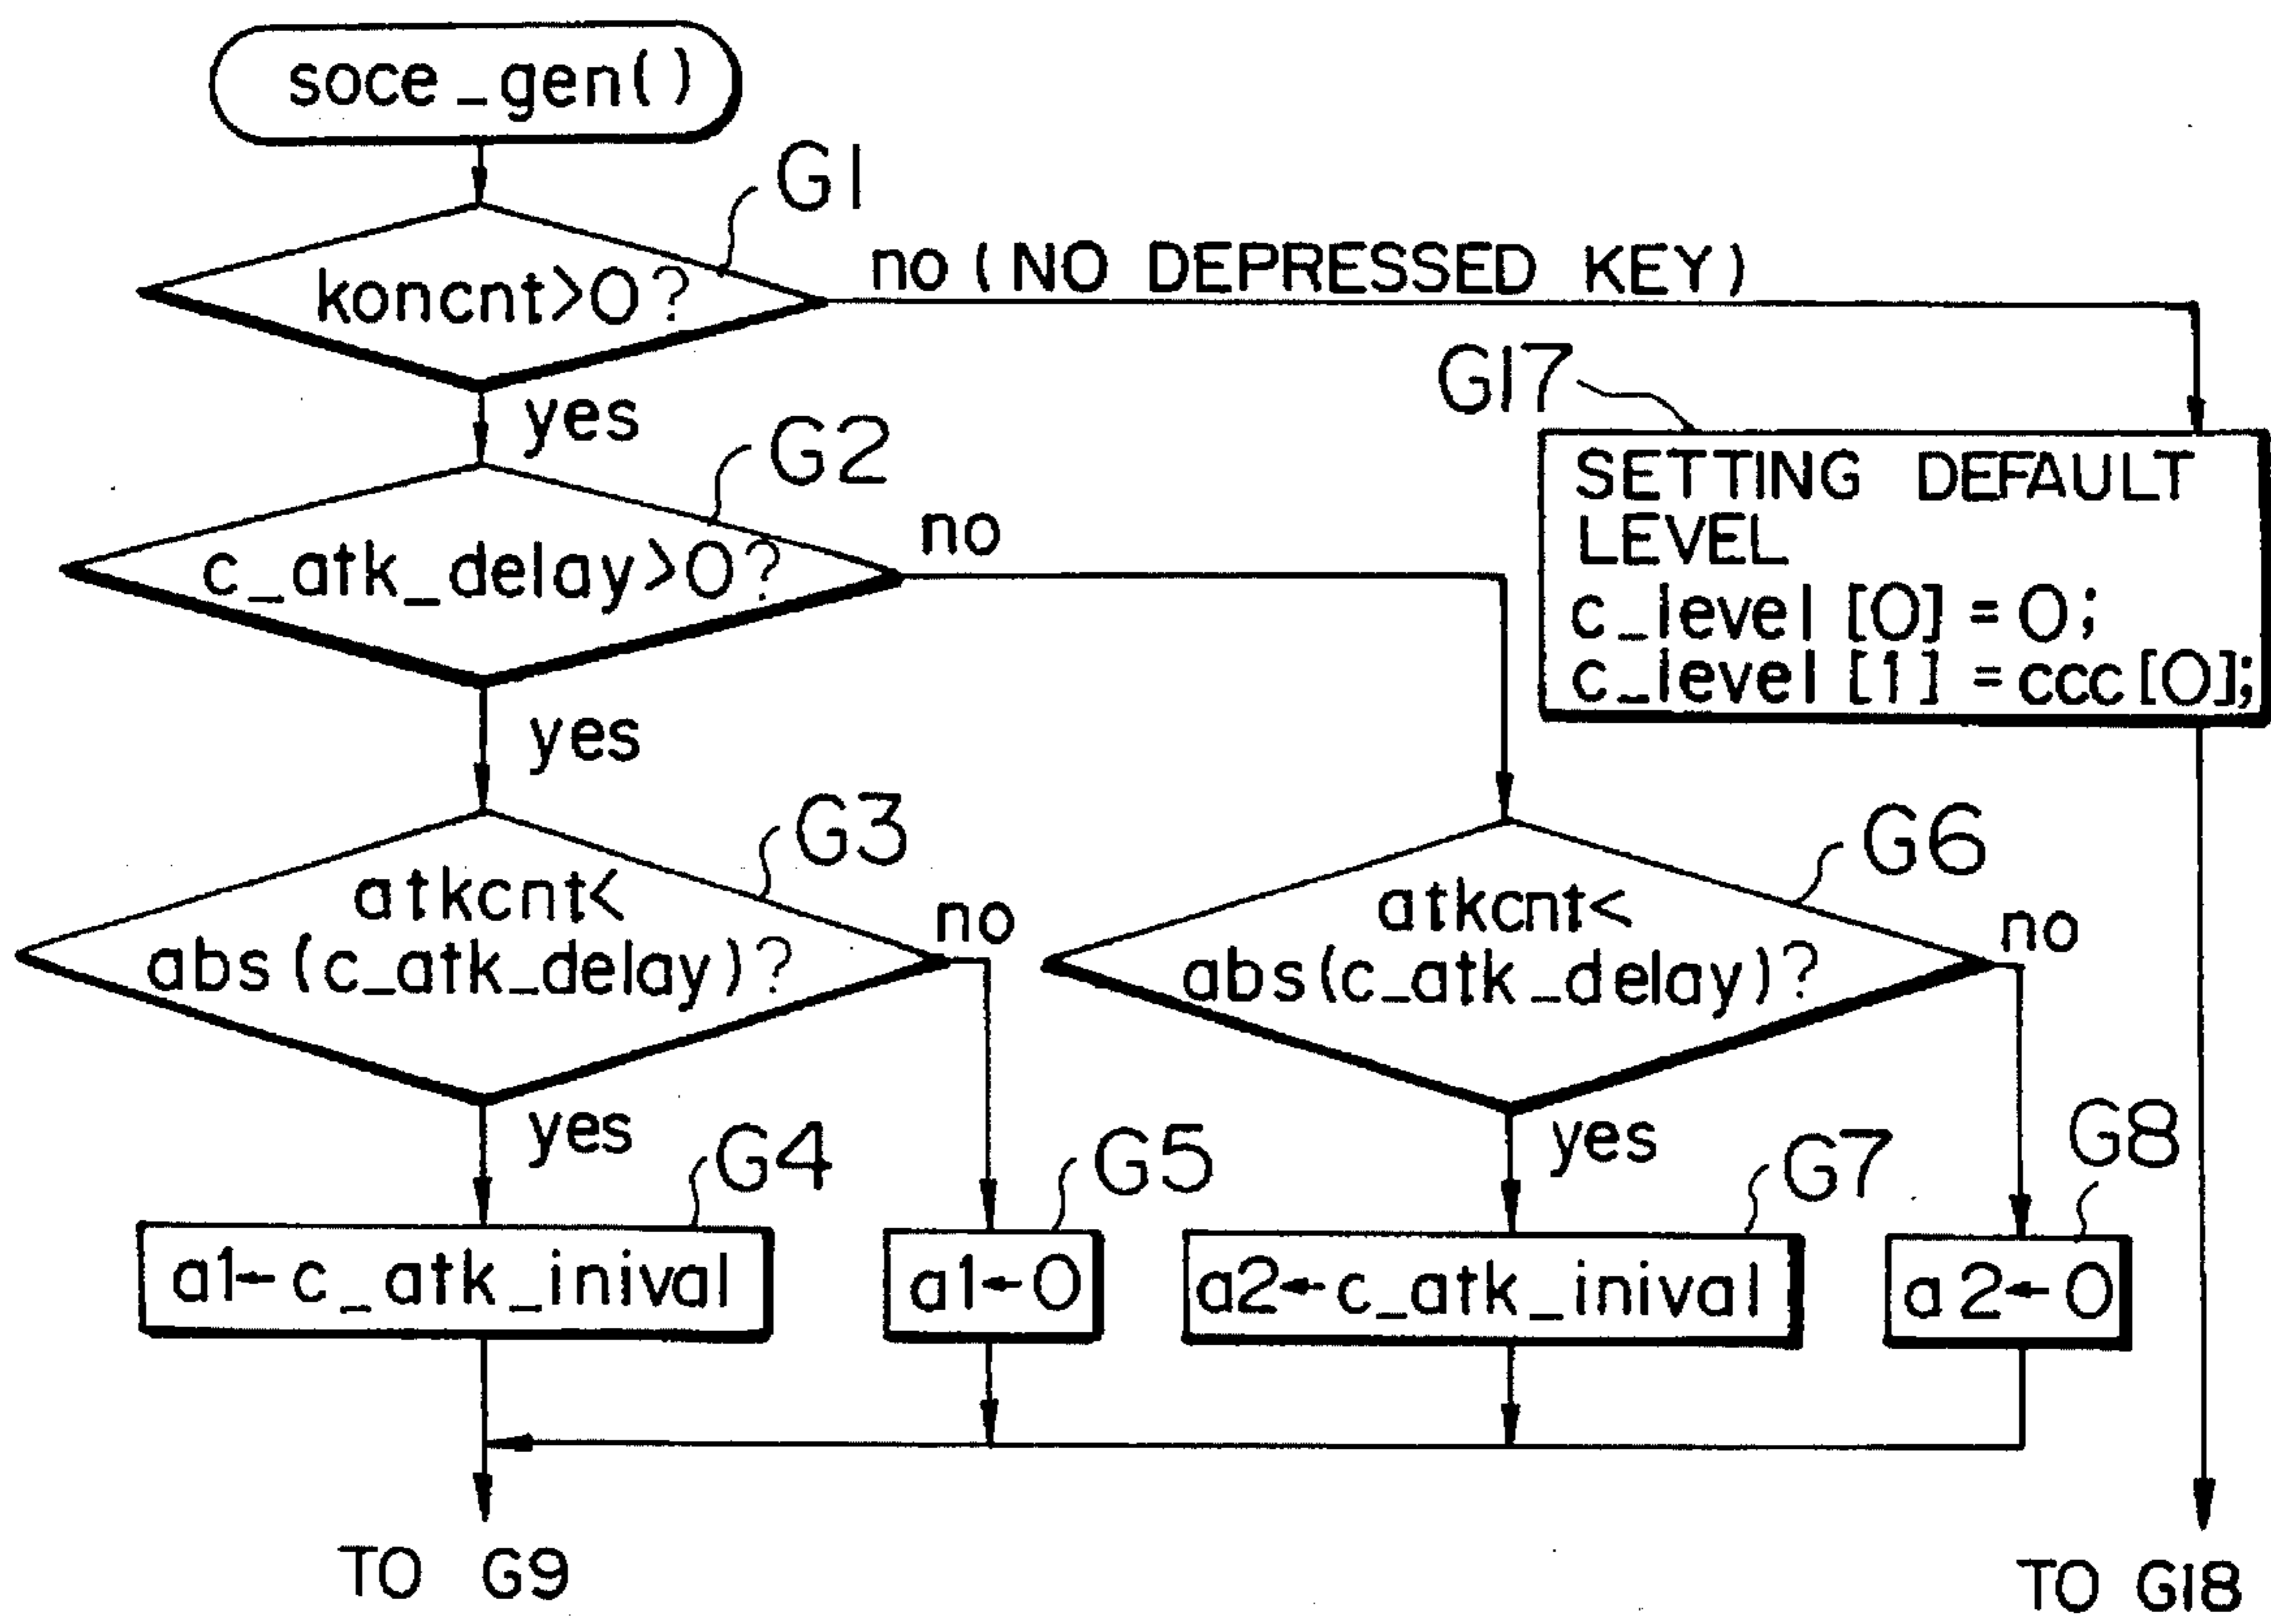 soce_gen()
G1
koncnt>0?
no (NO DEPRESSED KEY)
yes
G17
SETTING DEFAULT
LEVEL
c_level [0] = 0;
c_level [1] = ccc [0];
G2
c_atk_delay>0?
no
yes
G3
atkcnt<
abs(c_atk_delay)?
no
yes
G6
atkcnt<
abs(c_atk_delay)?
no
yes
G4
a1←c_atk_inival
G5
a1←0
G7
a2←c_atk_inival
G8
a2←0
TO G9
TO G18